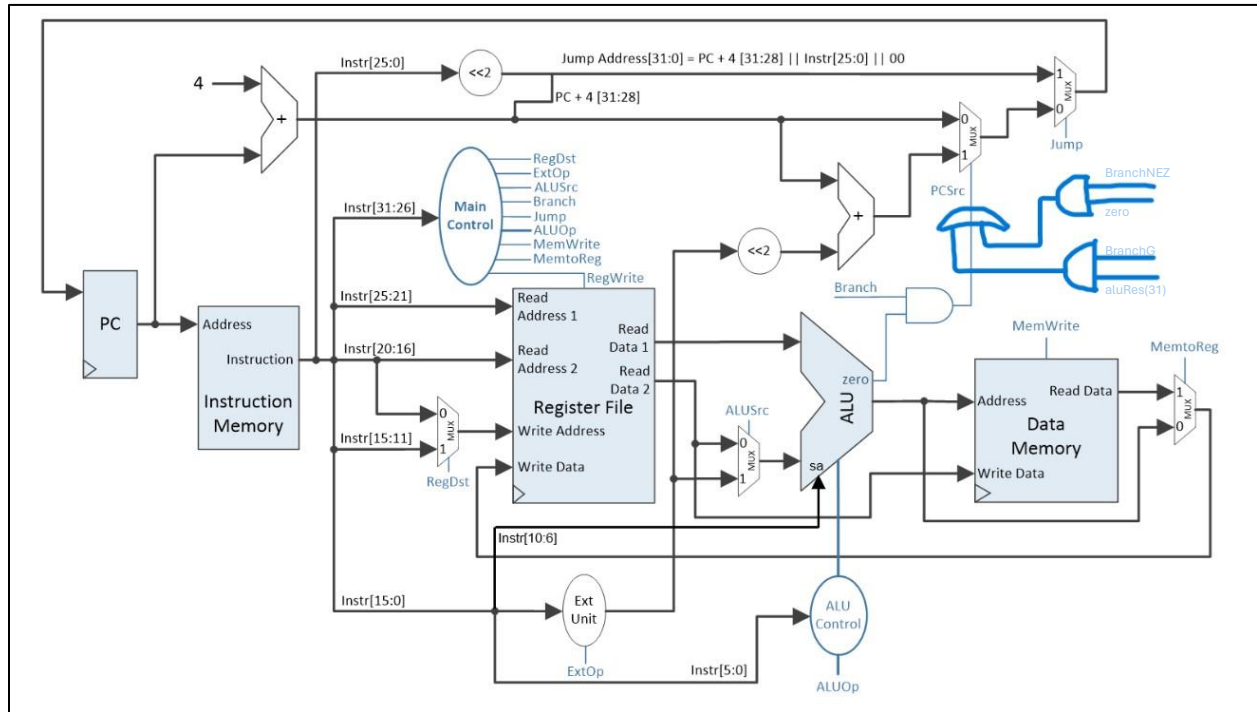 Instr[25:0]
<<2
Jump Address[31:0] = PC + 4 [31:28] || Instr[25:0] || 00
4
+
PC + 4 [31:28]
0
1
MUX
1
0
MUX
Jump
PCSrc
BranchNEZ
zero
BranchG
aluRes(31)
Instr[31:26]
Main
Control
RegDst
ExtOp
ALUSrc
Branch
Jump
ALUOp
MemWrite
MemtoReg
RegWrite
+
<<2
Branch
PC
Address
Instruction
Instruction
Memory
Instr[25:21]
Instr[20:16]
Instr[15:11]
0
1
MUX
RegDst
Read
Address 1
Read
Address 2
Read
Data 1
Read
Data 2
Register File
Write Address
Write Data
ALUSrc
0
1
MUX
zero
ALU
sa
MemWrite
Address
Read Data
Data
Memory
Write Data
MemtoReg
1
0
MUX
Instr[10:6]
Instr[15:0]
Ext
Unit
ExtOp
Instr[5:0]
ALU
Control
ALUOp